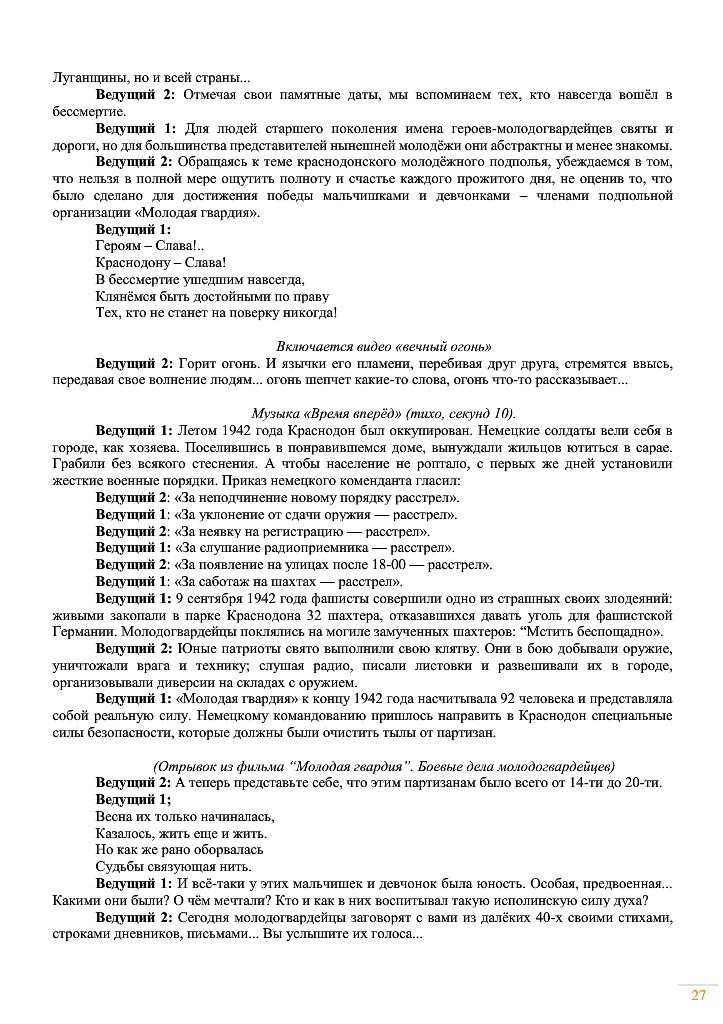 Луганщины, но и всей страны...
Ведущий 2: Отмечая свои памятные даты, мы вспоминаем тех, кто навсегда вошёл в
бессмертие.
Ведущий 1: Для людей старшего поколения имена героев-молодогвардейцев святы и
дороги, но для большинства представителей нынешней молодёжи они абстрактны и менее знакомы.
Ведущий 2: Обращаясь к теме краснодонского молодёжного подполья, убеждаемся в том,
что нельзя в полной мере ощутить полноту и счастье каждого прожитого дня, не оценив то, что
было сделано для достижения победы мальчишками и девчонками – членами подпольной
организации «Молодая гвардия».
Ведущий 1:
Героям – Слава!..
Краснодону – Слава!
В бессмертие ушедшим навсегда,
Клянёмся быть достойными по праву
Тех, кто не станет на поверку никогда!
Включается видео «вечный огонь»
Ведущий 2: Горит огонь. И язычки его пламени, перебивая друг друга, стремятся ввысь,
передавая свое волнение людям... огонь шепчет какие-то слова, огонь что-то рассказывает...
Музыка «Время вперёд» (тихо, секунд 10).
Ведущий 1: Летом 1942 года Краснодон был оккупирован. Немецкие солдаты вели себя в
городе, как хозяева. Поселившись в понравившемся доме, вынуждали жильцов ютиться в сарае.
Грабили без всякого стеснения. А чтобы население не роптало, с первых же дней установили
жесткие военные порядки. Приказ немецкого коменданта гласил:
Ведущий 2: «За неподчинение новому порядку расстрел».
Ведущий 1: «За уклонение от сдачи оружия — расстрел».
Ведущий 2: «За неявку на регистрацию — расстрел».
Ведущий 1: «За слушание радиоприемника — расстрел».
Ведущий 2: «За появление на улицах после 18-00 — расстрел».
Ведущий 1: «За саботаж на шахтах — расстрел».
Ведущий 1: 9 сентября 1942 года фашисты совершили одно из страшных своих злодеяний:
живыми закопали в парке Краснодона 32 шахтера, отказавшихся давать уголь для фашистской
Германии. Молодогвардейцы поклялись на могиле замученных шахтеров: “Мстить беспощадно».
Ведущий 2: Юные патриоты свято выполнили свою клятву. Они в бою добывали оружие,
уничтожали врага и технику; слушая радио, писали листовки и развешивали их в городе,
организовывали диверсии на складах с оружием.
Ведущий 1: «Молодая гвардия» к концу 1942 года насчитывала 92 человека и представляла
собой реальную силу. Немецкому командованию пришлось направить в Краснодон специальные
силы безопасности, которые должны были очистить тылы от партизан.
(Отрывок из фильма “Молодая гвардия”. Боевые дела молодогвардейцев)
Ведущий 2: А теперь представьте себе, что этим партизанам было всего от 14-ти до 20-ти.
Ведущий 1;
Весна их только начиналась,
Казалось, жить еще и жить.
Но как же рано оборвалась
Судьбы связующая нить.
Ведущий 1: И всё-таки у этих мальчишек и девчонок была юность. Особая, предвоенная...
Какими они были? О чём мечтали? Кто и как в них воспитывал такую исполинскую силу духа?
Ведущий 2: Сегодня молодогвардейцы заговорят с вами из далёких 40-х своими стихами,
строками дневников, письмами... Вы услышите их голоса...
27